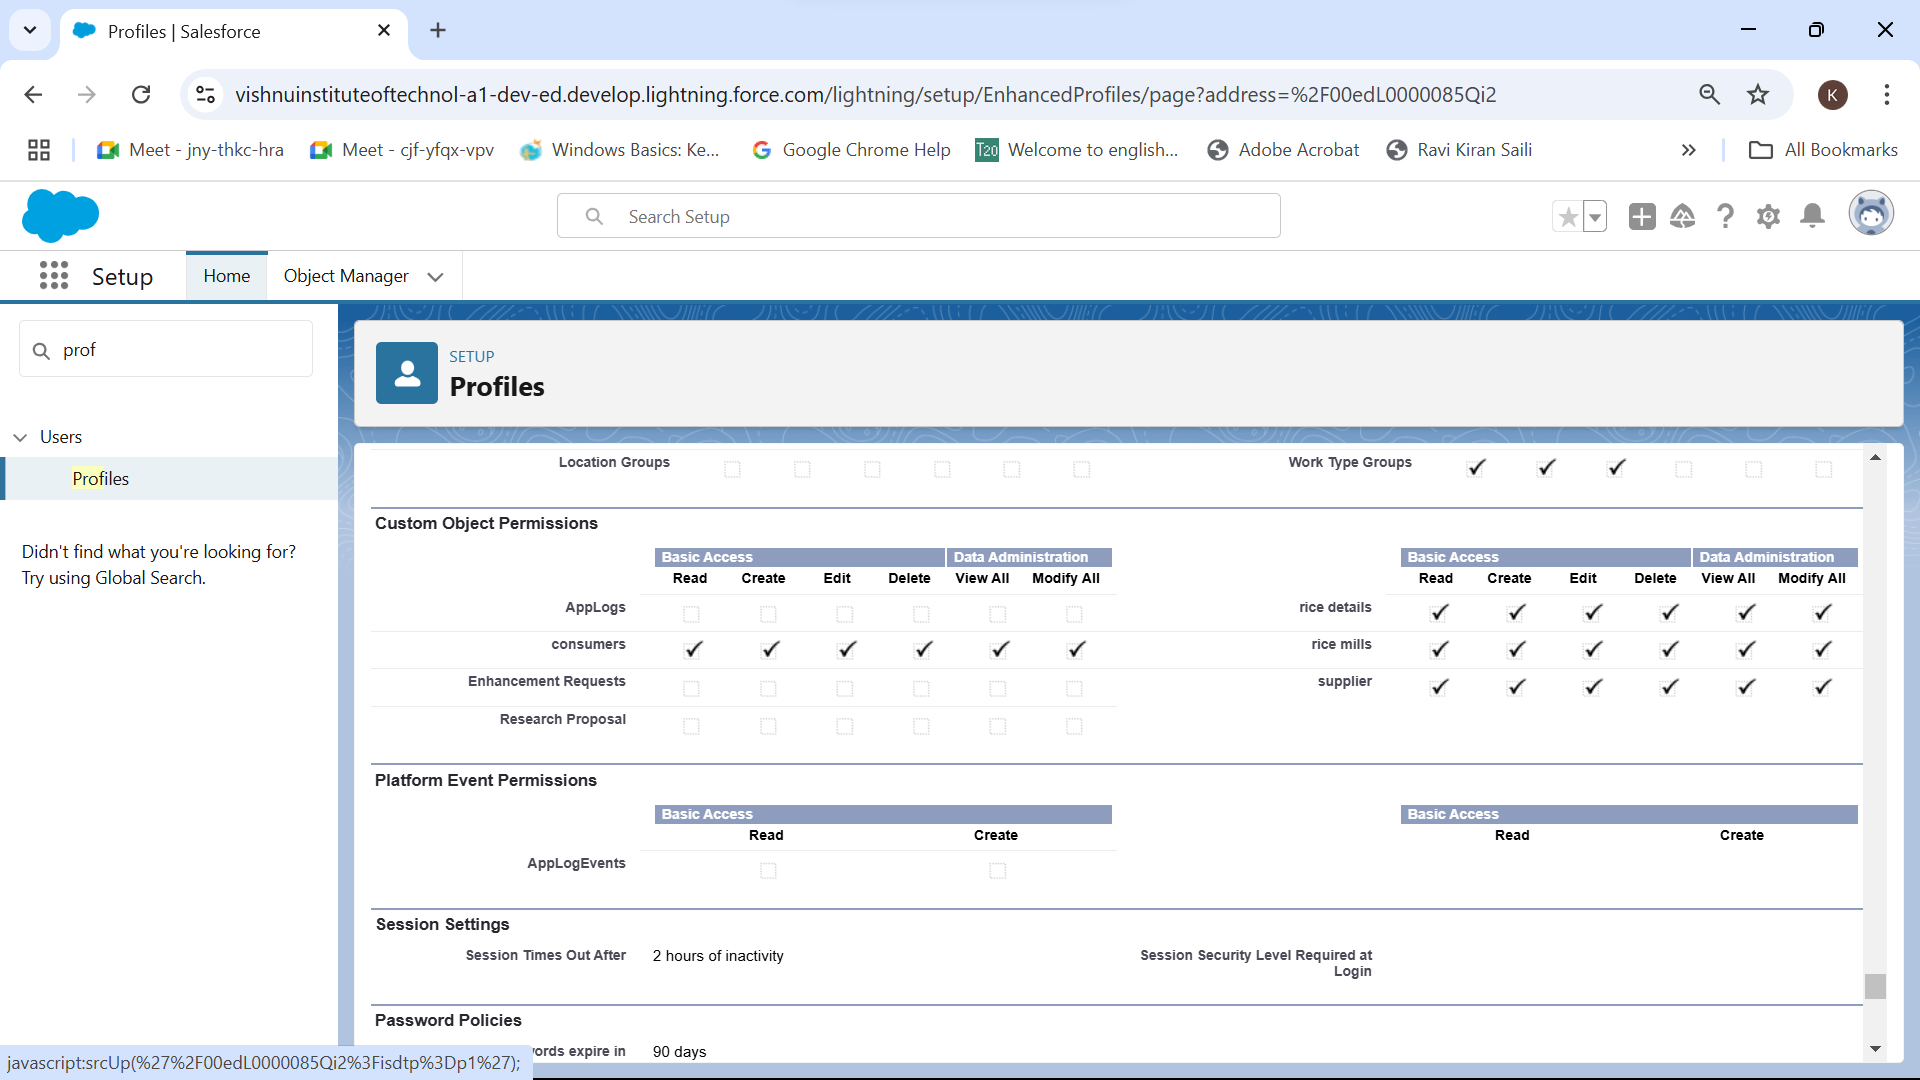 Profiles | Salesforce
vishnuinstituteoftechnol-a1-dev-ed.develop.lightning.force.com/lightning/setup/EnhancedProfiles/page?address=%2F00edL0000085Qi2
K
Meet - jny-thkc-hra
Meet - cjf-yfqx-vpv
Windows Basics: Ke...
Google Chrome Help
T20
Welcome to english...
Adobe Acrobat
Ravi Kiran Saili
All Bookmarks
Search Setup
Setup
Home
Object Manager
prof
Users
Profiles
Didn't find what you're looking for?
Try using Global Search.
SETUP
Profiles
Location Groups
Work Type Groups
Custom Object Permissions
Basic Access Data Administration
Read Create Edit Delete View All Modify All
AppLogs
consumers
Enhancement Requests
Research Proposal
Basic Access Data Administration
Read Create Edit Delete View All Modify All
rice details
rice mills
supplier
Platform Event Permissions
Basic Access
Read Create
AppLogEvents
Basic Access
Read Create
Session Settings
Session Times Out After 2 hours of inactivity
Session Security Level Required at
Login
Password Policies
expire in 90 days
javascript:srcUp(%27%2F00edL0000085Qi2%3Fisdtp%3Dp1%27);